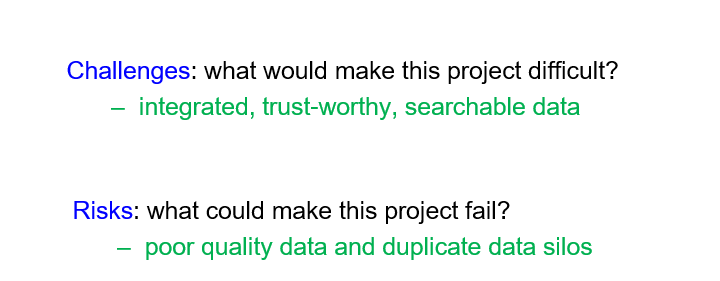 Challenges: what would make this project difficult?
– integrated, trust-worthy, searchable data
Risks: what could make this project fail?
– poor quality data and duplicate data silos